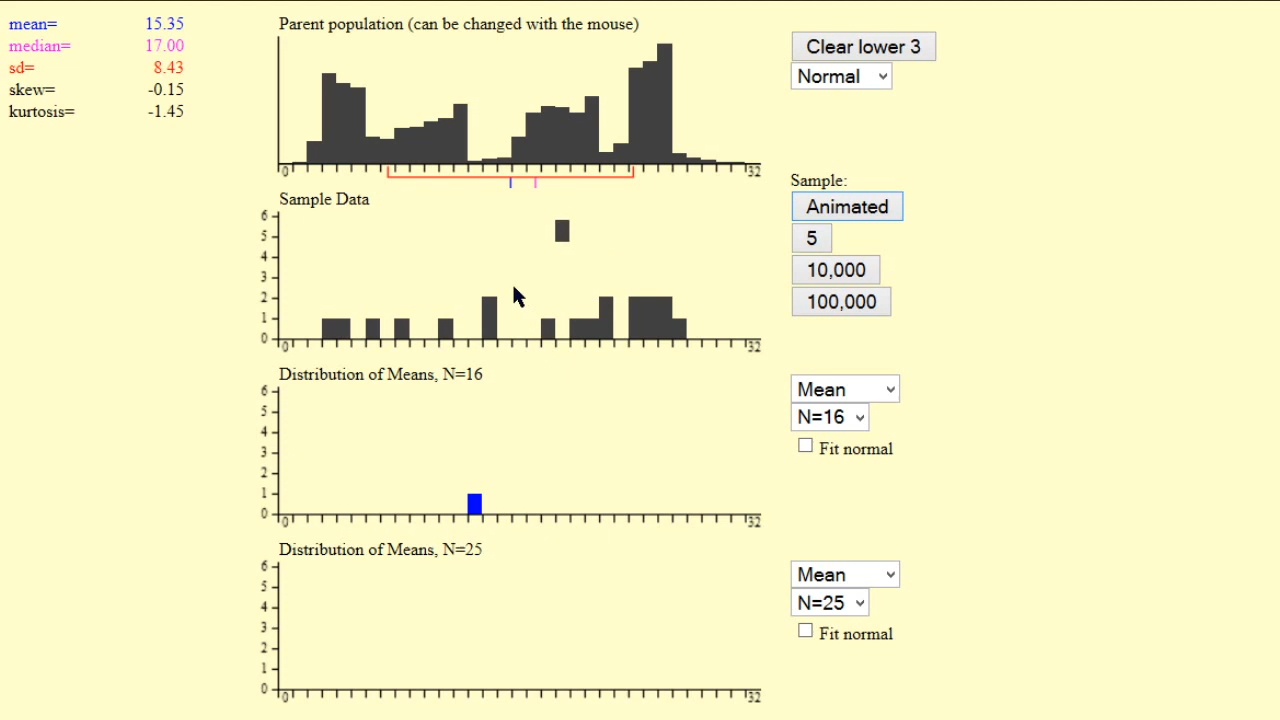 mean= 15.35
median= 17.00
sd= 8.43
skew= -0.15
kurtosis= -1.45
Parent population (can be changed with the mouse)
0 32
Clear lower 3
Normal
Sample Data
6
5
4
3
2
1
0
0 32
Sample:
Animated
5
10,000
100,000
Distribution of Means, N=16
6
5
4
3
2
1
0
0 32
Mean
N=16
Fit normal
Distribution of Means, N=25
6
5
4
3
2
1
0
0 32
Mean
N=25
Fit normal